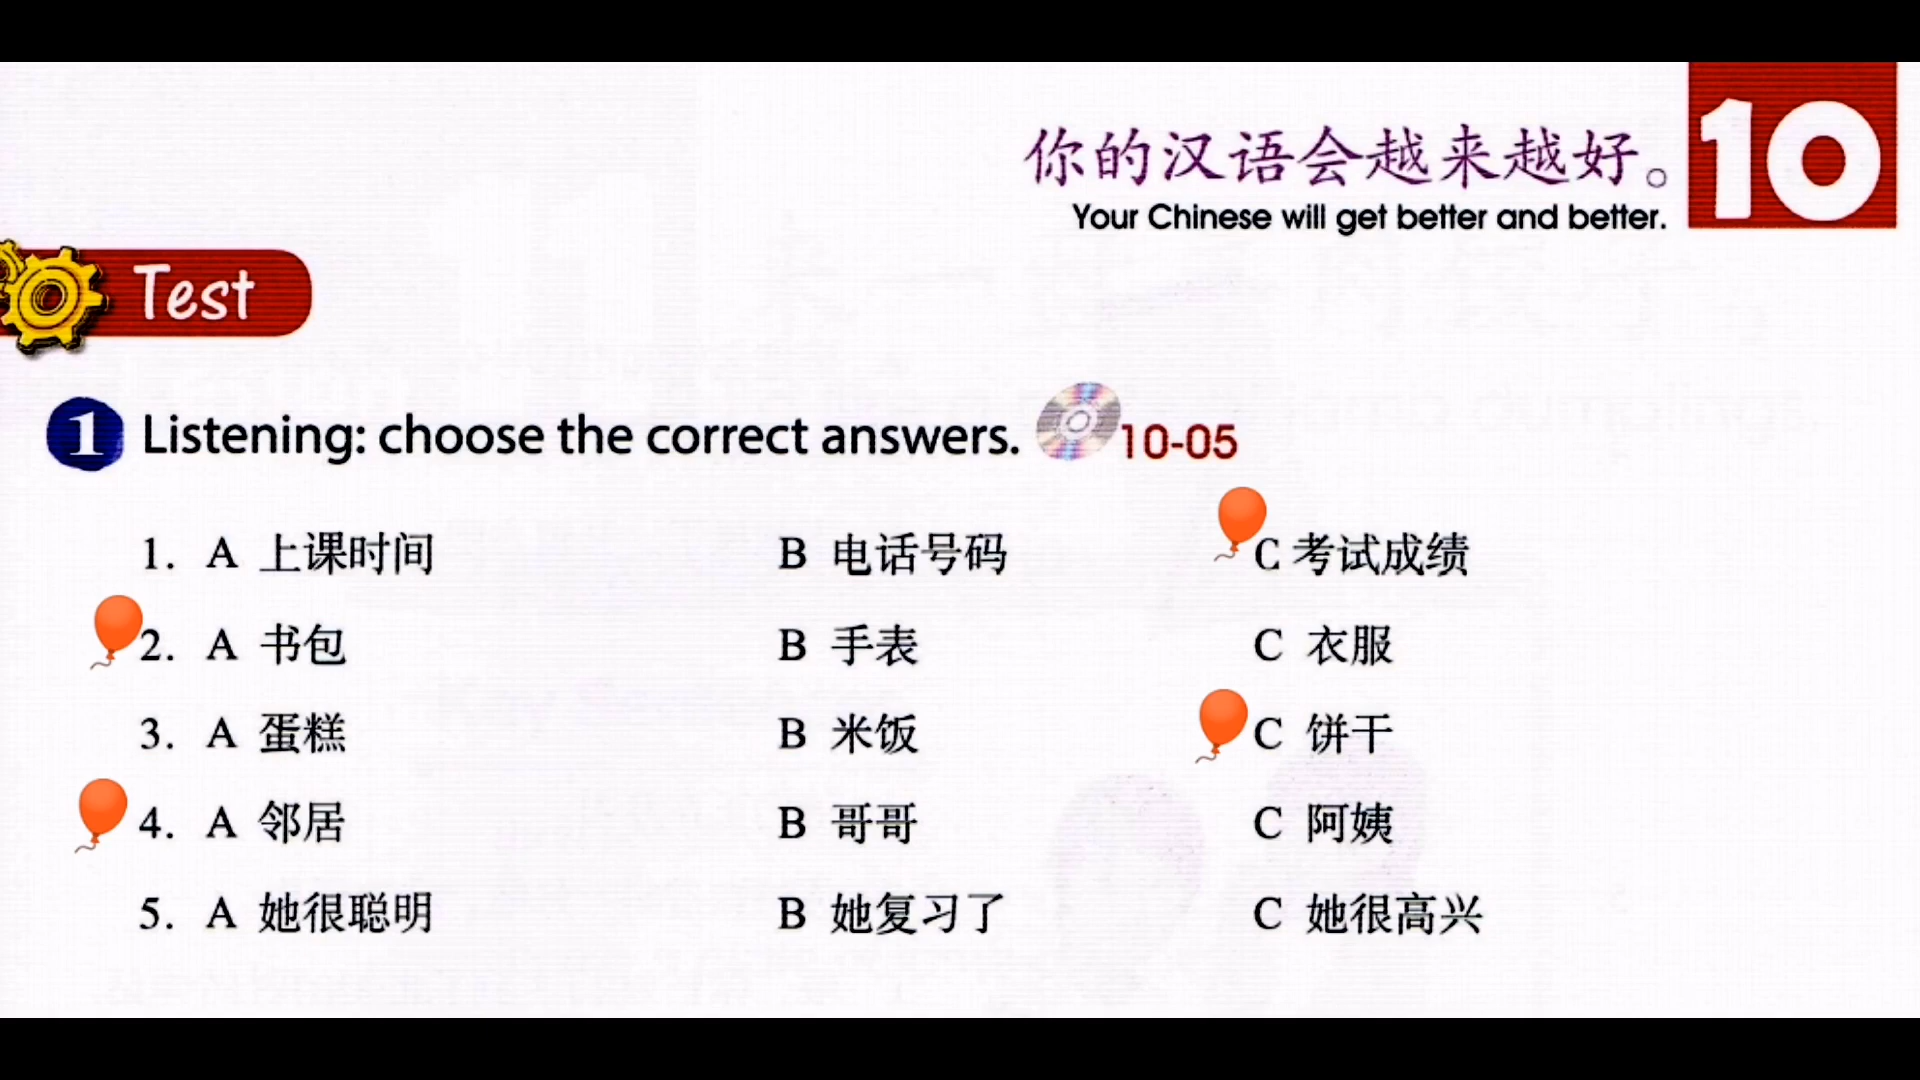 你的汉语会越来越好。 10
Your Chinese will get better and better.
Test
1 Listening: choose the correct answers. 10-05
1. A 上课时间 B 电话号码 C 考试成绩
2. A 书包 B 手表 C 衣服
3. A 蛋糕 B 米饭 C 饼干
4. A 邻居 B 哥哥 C 阿姨
5. A 她很聪明 B 她复习了 C 她很高兴